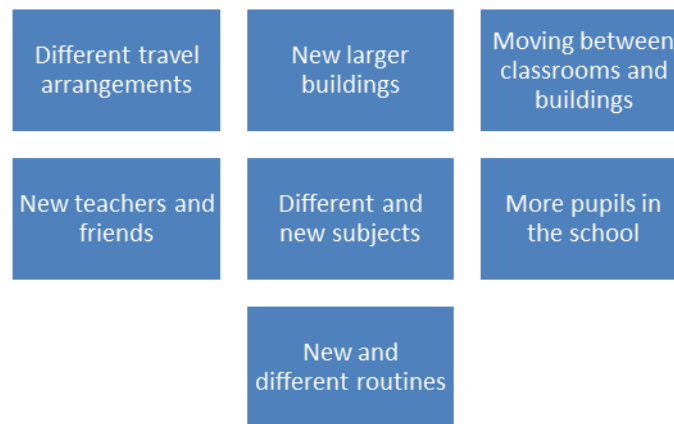 Different travel
arrangements
New larger
buildings
Moving between
classrooms and
buildings
New teachers and
friends
Different and
new subjects
More pupils in
the school
New and
different routines